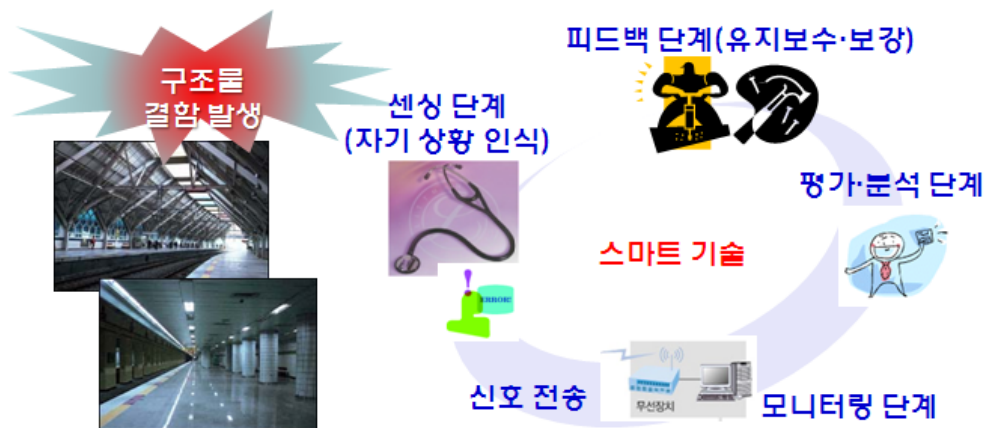 구조물
결함 발생
센싱 단계
(자기 상황 인식)
피드백 단계(유지보수·보강)
평가·분석 단계
스마트 기술
신호 전송
무선장치
모니터링 단계